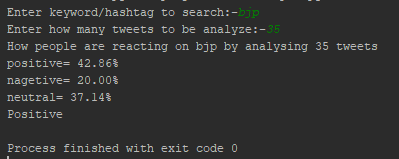 Enter keyword/hashtag to search:-bjp
Enter how many tweets to be analyze:-35
How people are reacting on bjp by analysing 35 tweets
positive= 42.86%
nagetive= 20.00%
neutral= 37.14%
Positive
Process finished with exit code 0